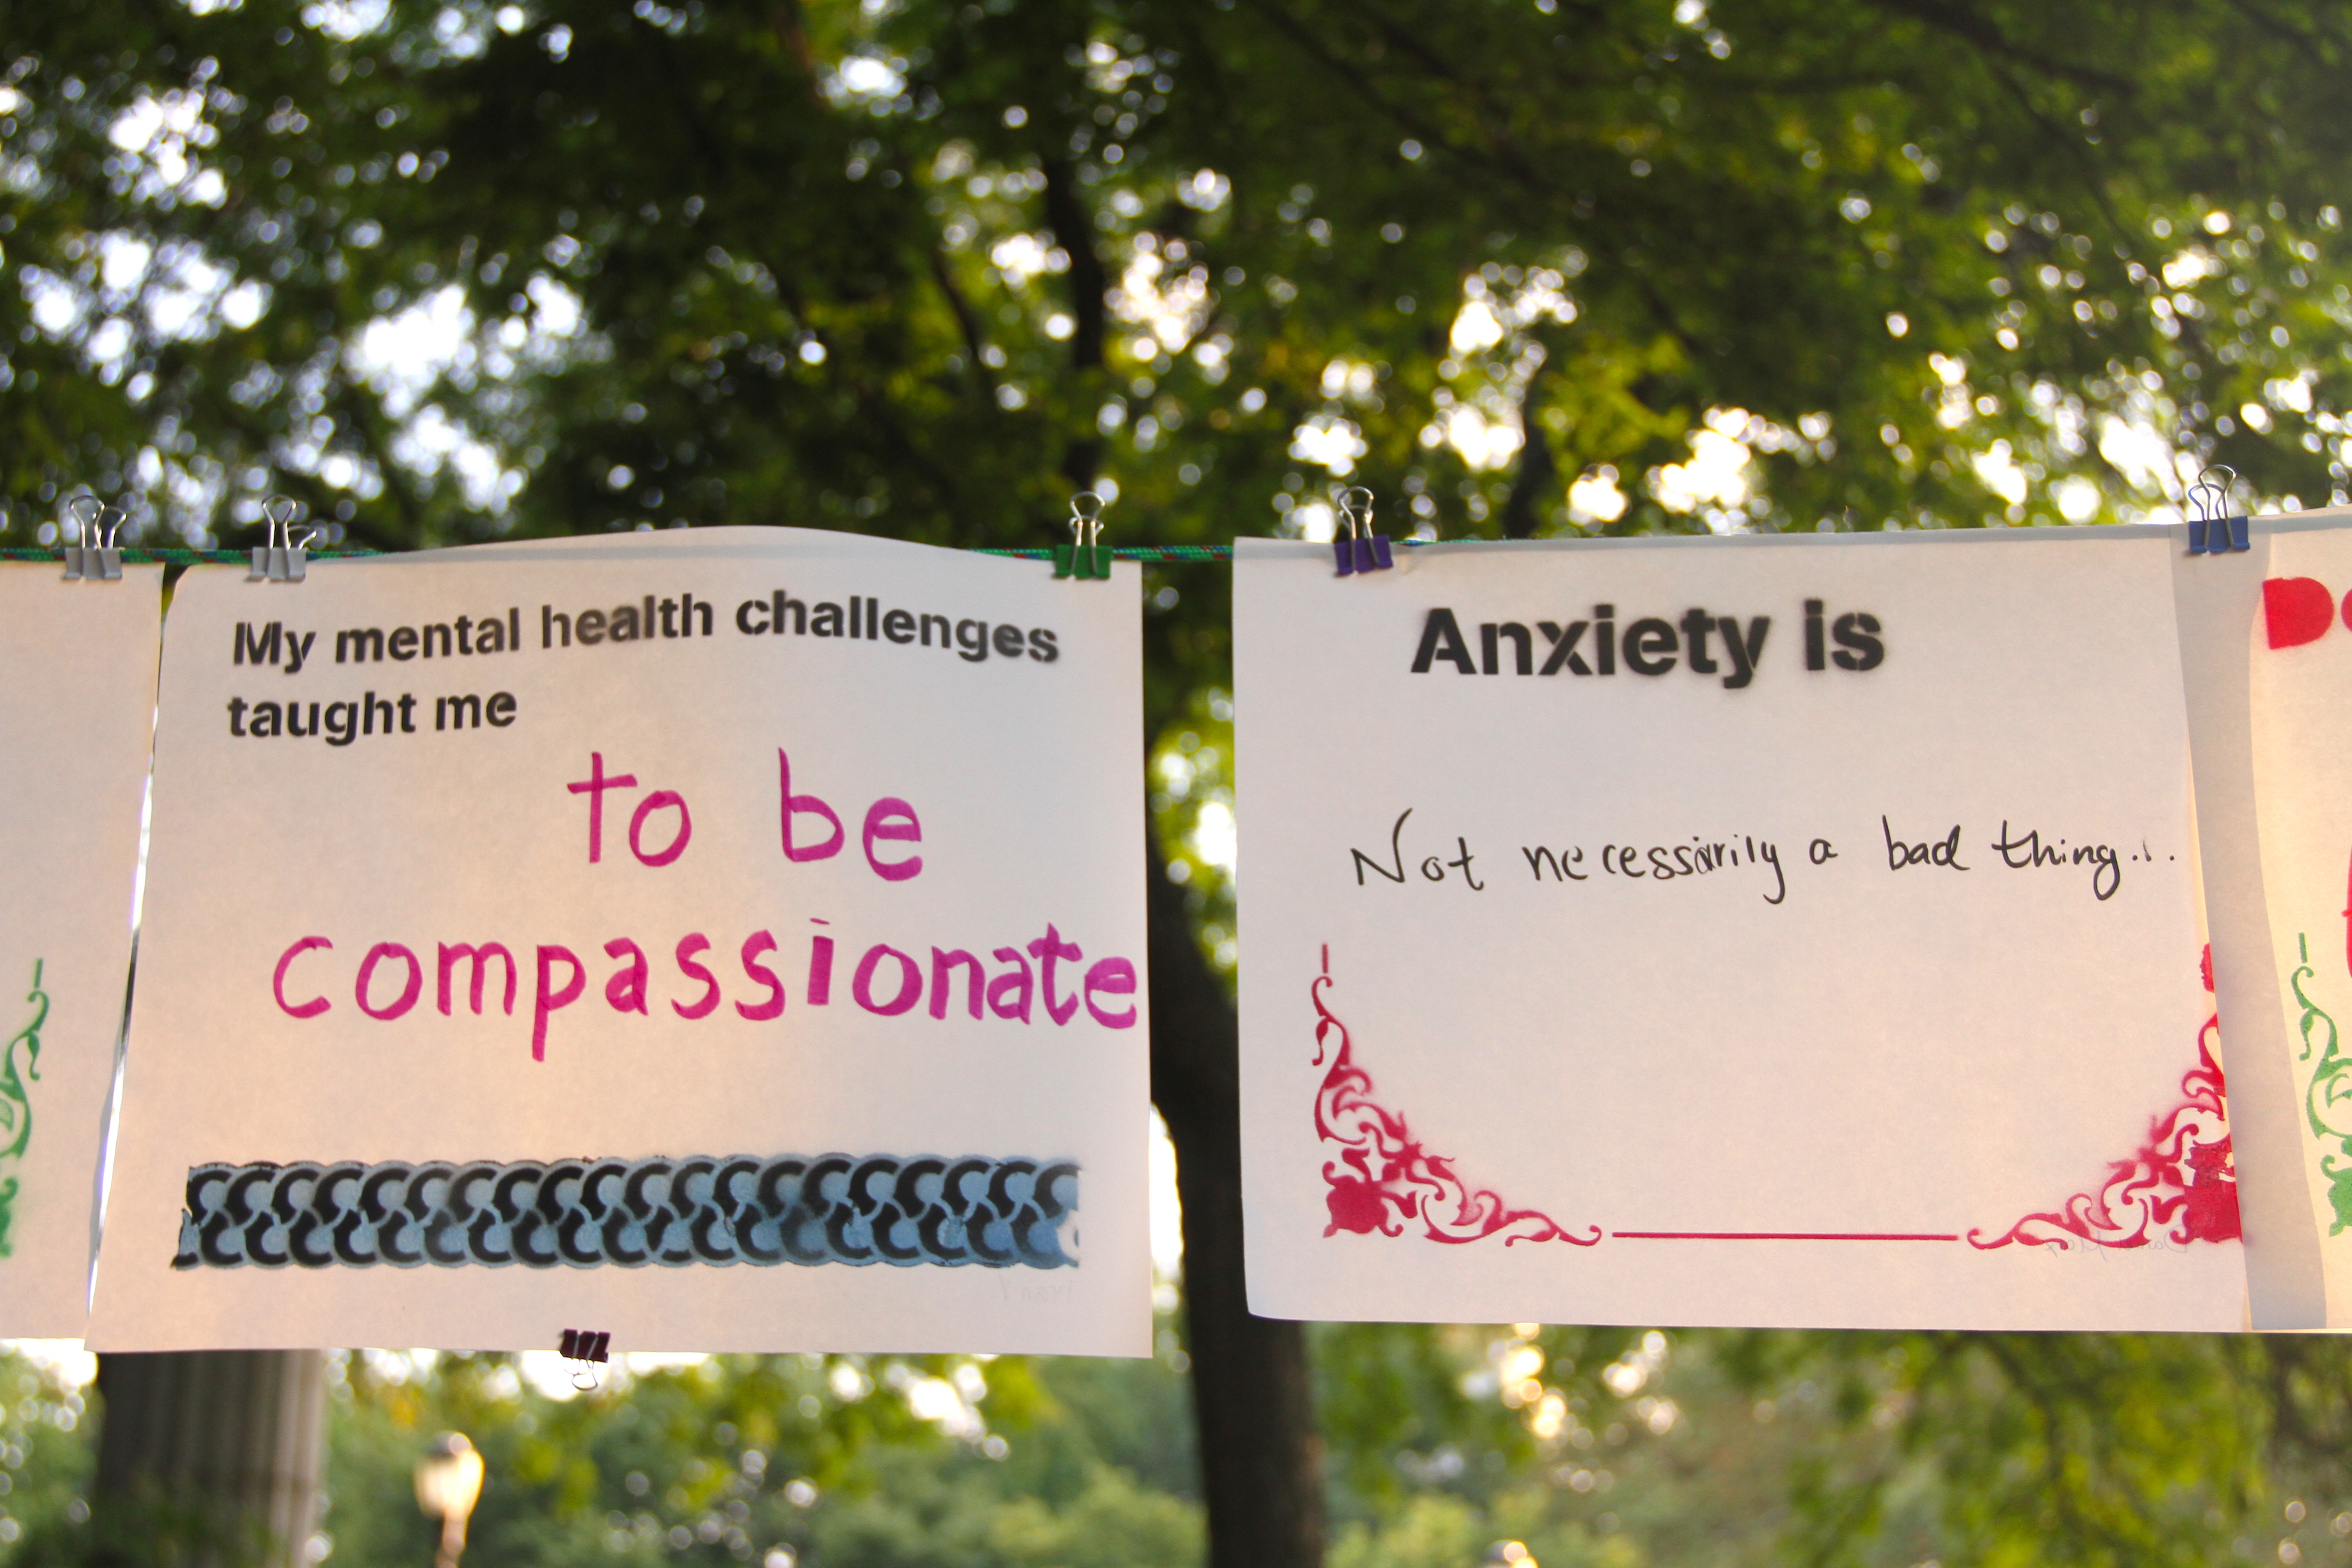 My mental health challenges
taught me
to be
compassionate
Anxiety is
Not necessarily a bad thing...